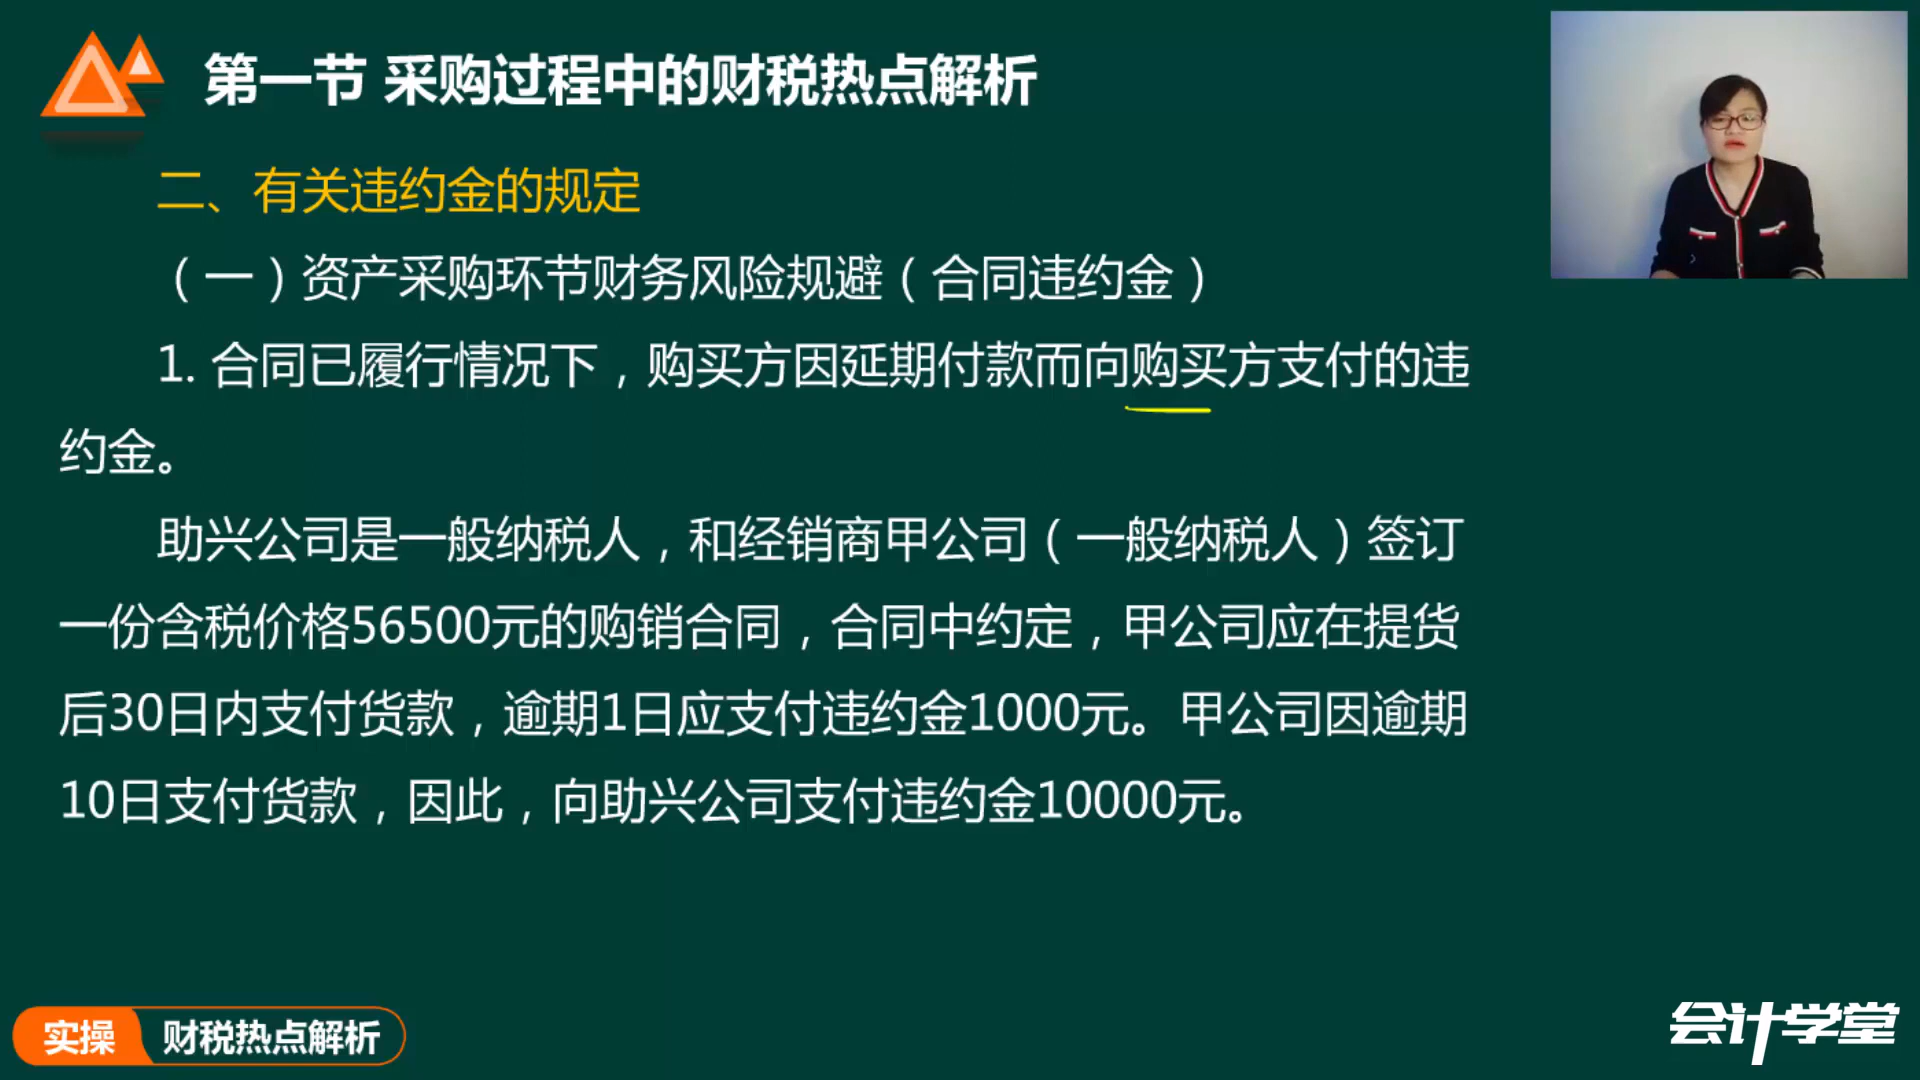 第一节 采购过程中的财税热点解析
二、有关违约金的规定
（一）资产采购环节财务风险规避（合同违约金）
1. 合同已履行情况下，购买方因延期付款而向购买方支付的违
约金。
助兴公司是一般纳税人，和经销商甲公司（一般纳税人）签订
一份含税价格56500元的购销合同，合同中约定，甲公司应在提货
后30日内支付货款，逾期1日应支付违约金1000元。甲公司因逾期
10日支付货款，因此，向助兴公司支付违约金10000元。
实操 财税热点解析
会计学堂